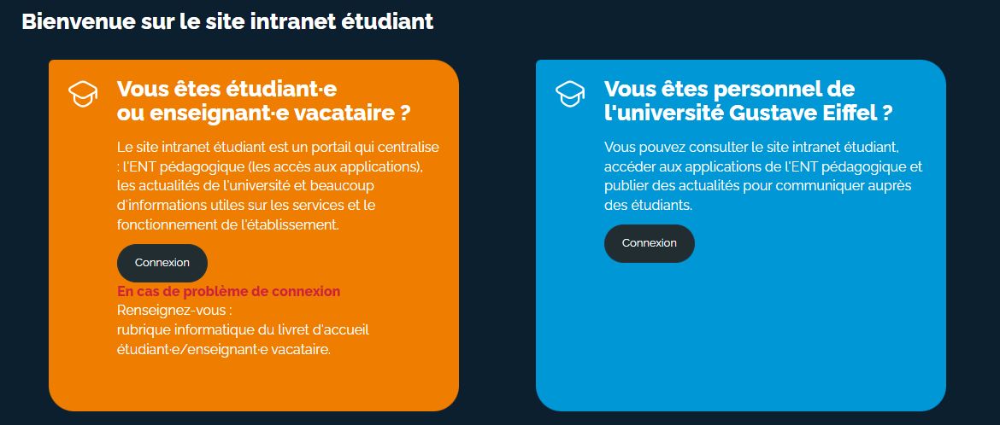 Bienvenue sur le site intranet étudiant
Vous êtes étudiant·e
ou enseignant·e vacataire ?
Le site intranet étudiant est un portail qui centralise
: l'ENT pédagogique (les accès aux applications),
les actualités de l'université et beaucoup
d'informations utiles sur les services et le
fonctionnement de l'établissement.
Connexion
En cas de problème de connexion
Renseignez-vous :
rubrique informatique du livret d'accueil
étudiant·e/enseignant·e vacataire.
Vous êtes personnel de
l'université Gustave Eiffel ?
Vous pouvez consulter le site intranet étudiant,
accéder aux applications de l'ENT pédagogique et
publier des actualités pour communiquer auprès
des étudiants.
Connexion